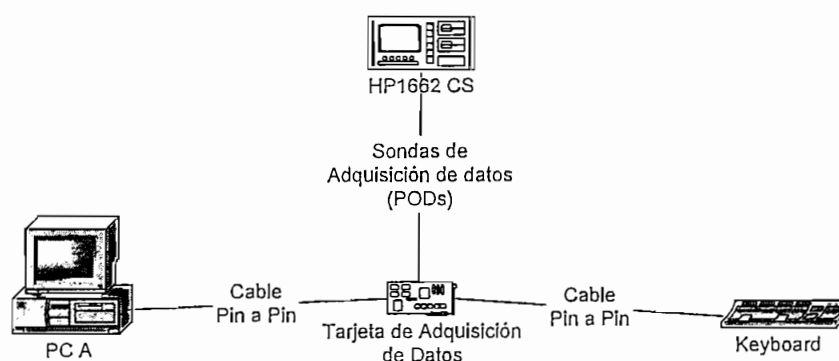 HP1662 CS
Sondas de
Adquisición de datos
(PODs)
Cable
Pin a Pin
Cable
Pin a Pin
PC A
Tarjeta de Adquisición
de Datos
Keyboard